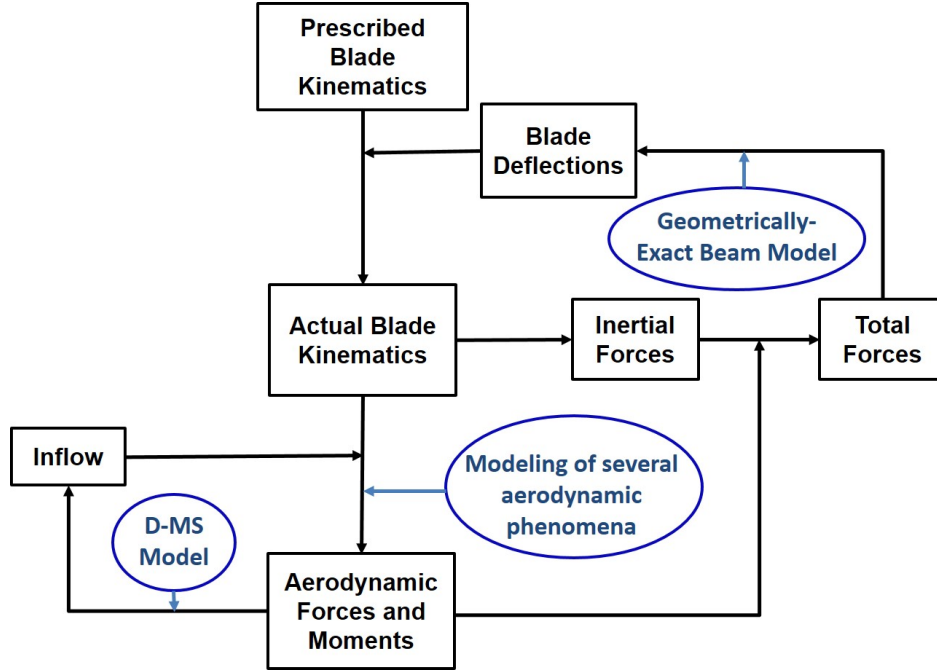 Prescribed
Blade
Kinematics
Blade
Deflections
Geometrically-
Exact Beam Model
Actual Blade
Kinematics
Inertial
Forces
Total
Forces
Inflow
Modeling of several
aerodynamic
phenomena
D-MS
Model
Aerodynamic
Forces and
Moments